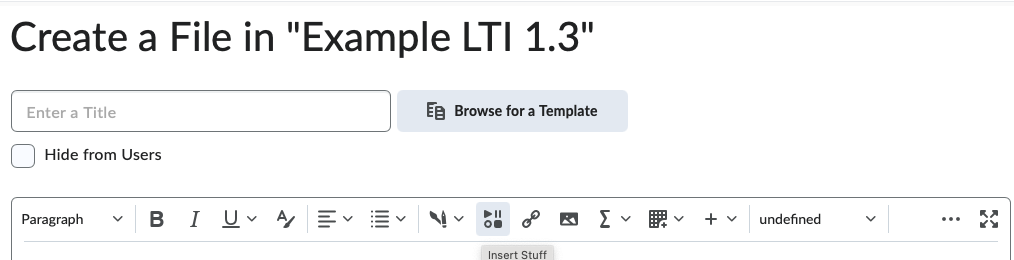 Create a File in "Example LTI 1.3"
Enter a Title
Browse for a Template
Hide from Users
Paragraph B I U A Σ + undefined ...
Insert Stuff